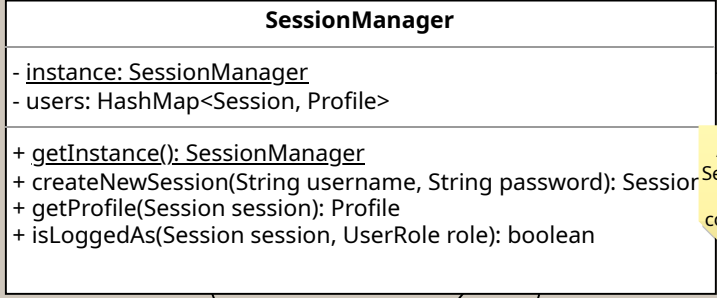 SessionManager
- instance: SessionManager
- users: HashMap<Session, Profile>
+ getInstance(): SessionManager
+ createNewSession(String username, String password): Session
+ getProfile(Session session): Profile
+ isLoggedAs(Session session, UserRole role): boolean